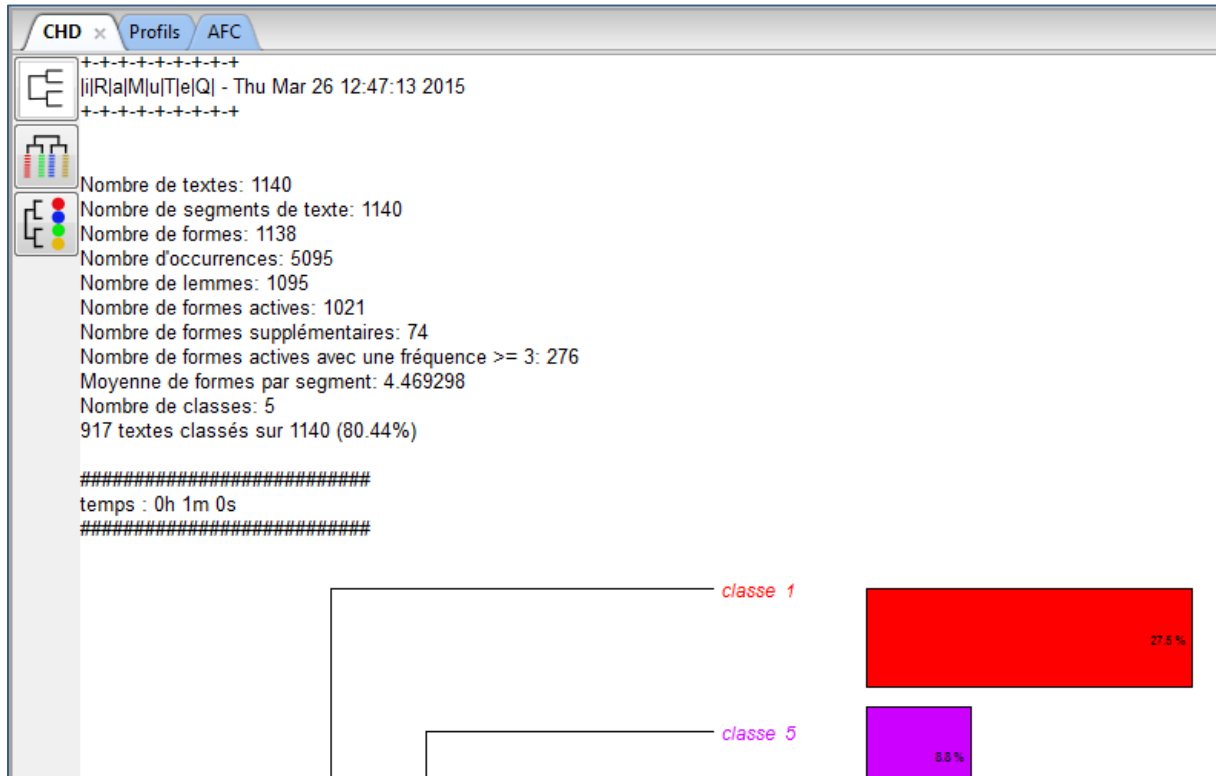 CHD × Profils AFC
+-+-+-+-+-+-+-+-+-+
|i|R|a|M|u|T|e|Q| - Thu Mar 26 12:47:13 2015
+-+-+-+-+-+-+-+-+-+
Nombre de textes: 1140
Nombre de segments de texte: 1140
Nombre de formes: 1138
Nombre d'occurrences: 5095
Nombre de lemmes: 1095
Nombre de formes actives: 1021
Nombre de formes supplémentaires: 74
Nombre de formes actives avec une fréquence >= 3: 276
Moyenne de formes par segment: 4.469298
Nombre de classes: 5
917 textes classés sur 1140 (80.44%)
###########################
temps : 0h 1m 0s
###########################
classe 1
27.5 %
classe 5
8.8 %